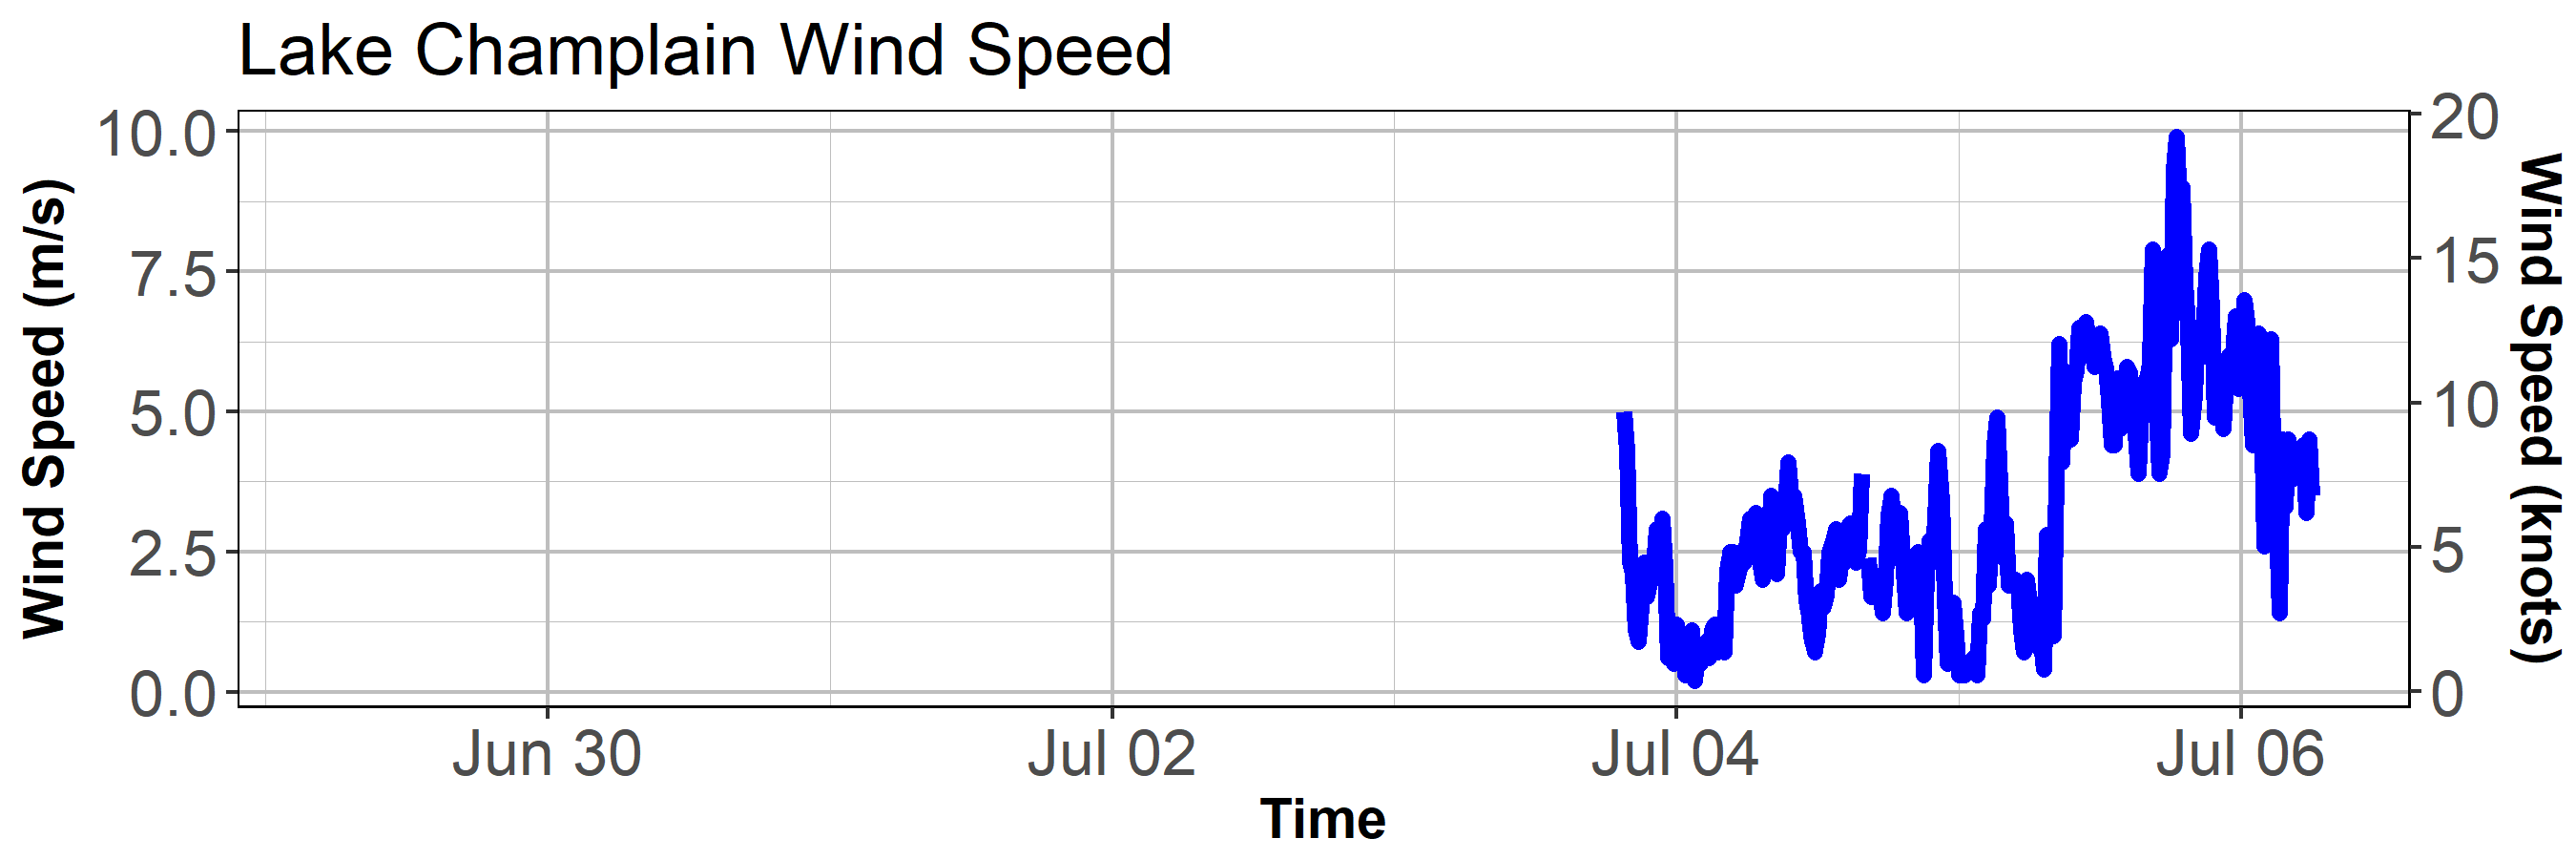 Lake Champlain Wind Speed
Wind Speed (m/s)
10.0
7.5
5.0
2.5
0.0
20
15
10
5
0
Wind Speed (knots)
Jun 30
Jul 02
Jul 04
Jul 06
Time